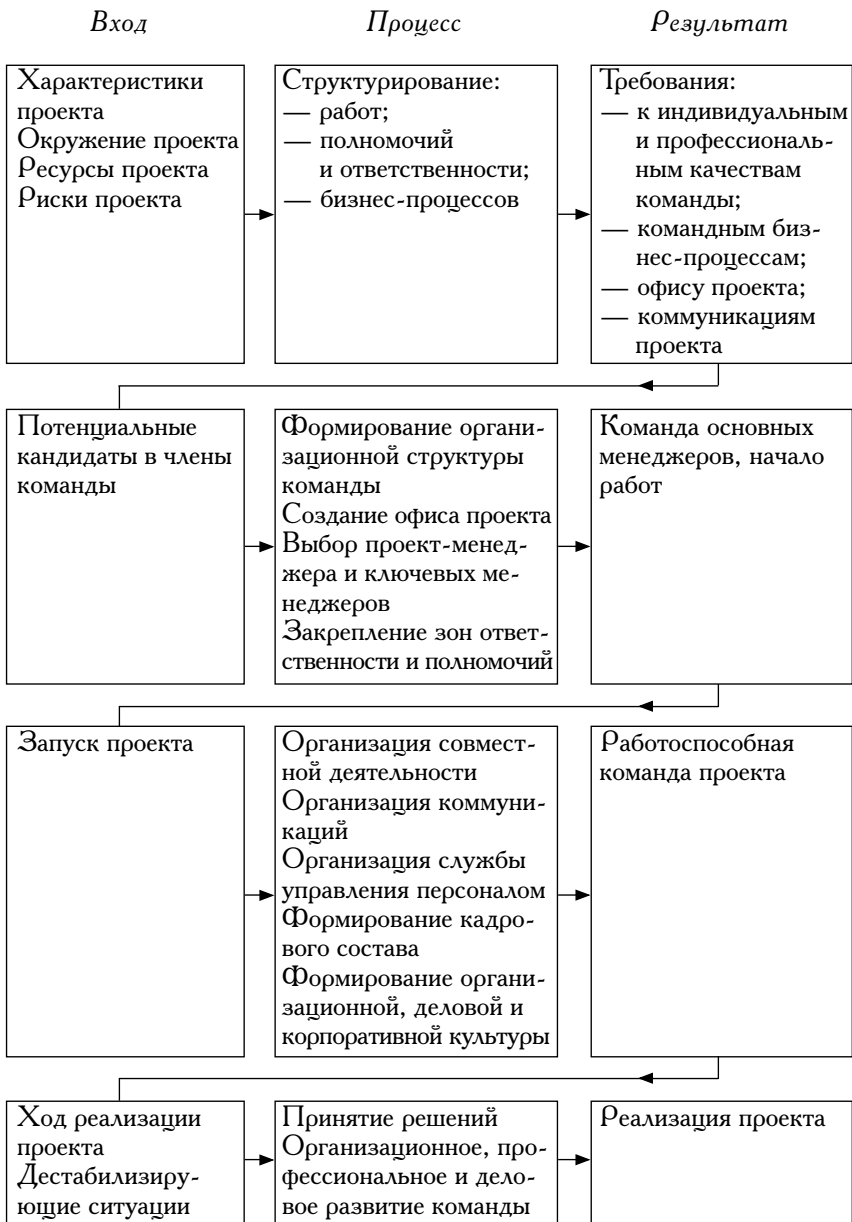 Вход
Процесс
Результат
Характеристики
проекта
Окружение проекта
Ресурсы проекта
Риски проекта
Структурирование:
— работ;
— полномочий
и ответственности;
— бизнес-процессов
Требования:
— к индивидуальным
и профессиональ-
ным качествам
команды;
— командным биз-
нес-процессам;
— офису проекта;
— коммуникациям
проекта
Потенциальные
кандидаты в члены
команды
Формирование органи-
зационной структуры
команды
Создание офиса проекта
Выбор проект-менед-
жера и ключевых ме-
неджеров
Закрепление зон ответ-
ственности и полномочий
Команда основных
менеджеров, начало
работ
Запуск проекта
Организация совмест-
ной деятельности
Организация коммуни-
каций
Организация службы
управления персоналом
Формирование кадро-
вого состава
Формирование органи-
зационной, деловой и
корпоративной культуры
Работоспособная
команда проекта
Ход реализации
проекта
Дестабилизиру-
ющие ситуации
Принятие решений
Организационное, про-
фессиональное и дело-
вое развитие команды
Реализация проекта